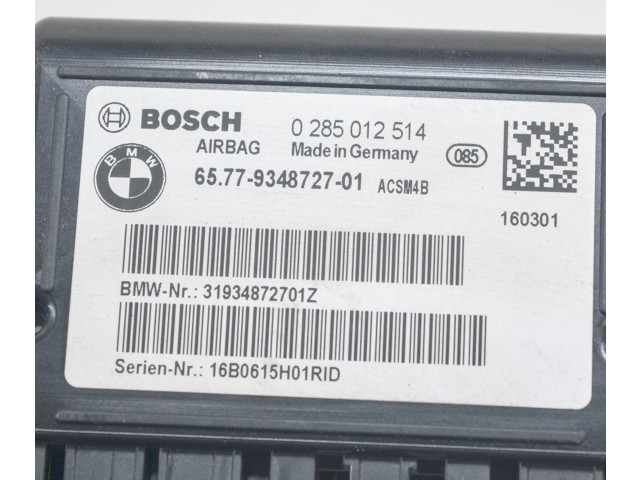 BOSCH 0 285 012 514
AIRBAG Made in Germany 085
BMW 65.77-9348727-01 ACSM4B
160301
BMW-Nr.: 31934872701Z
Serien-Nr.: 16B0615H01RID